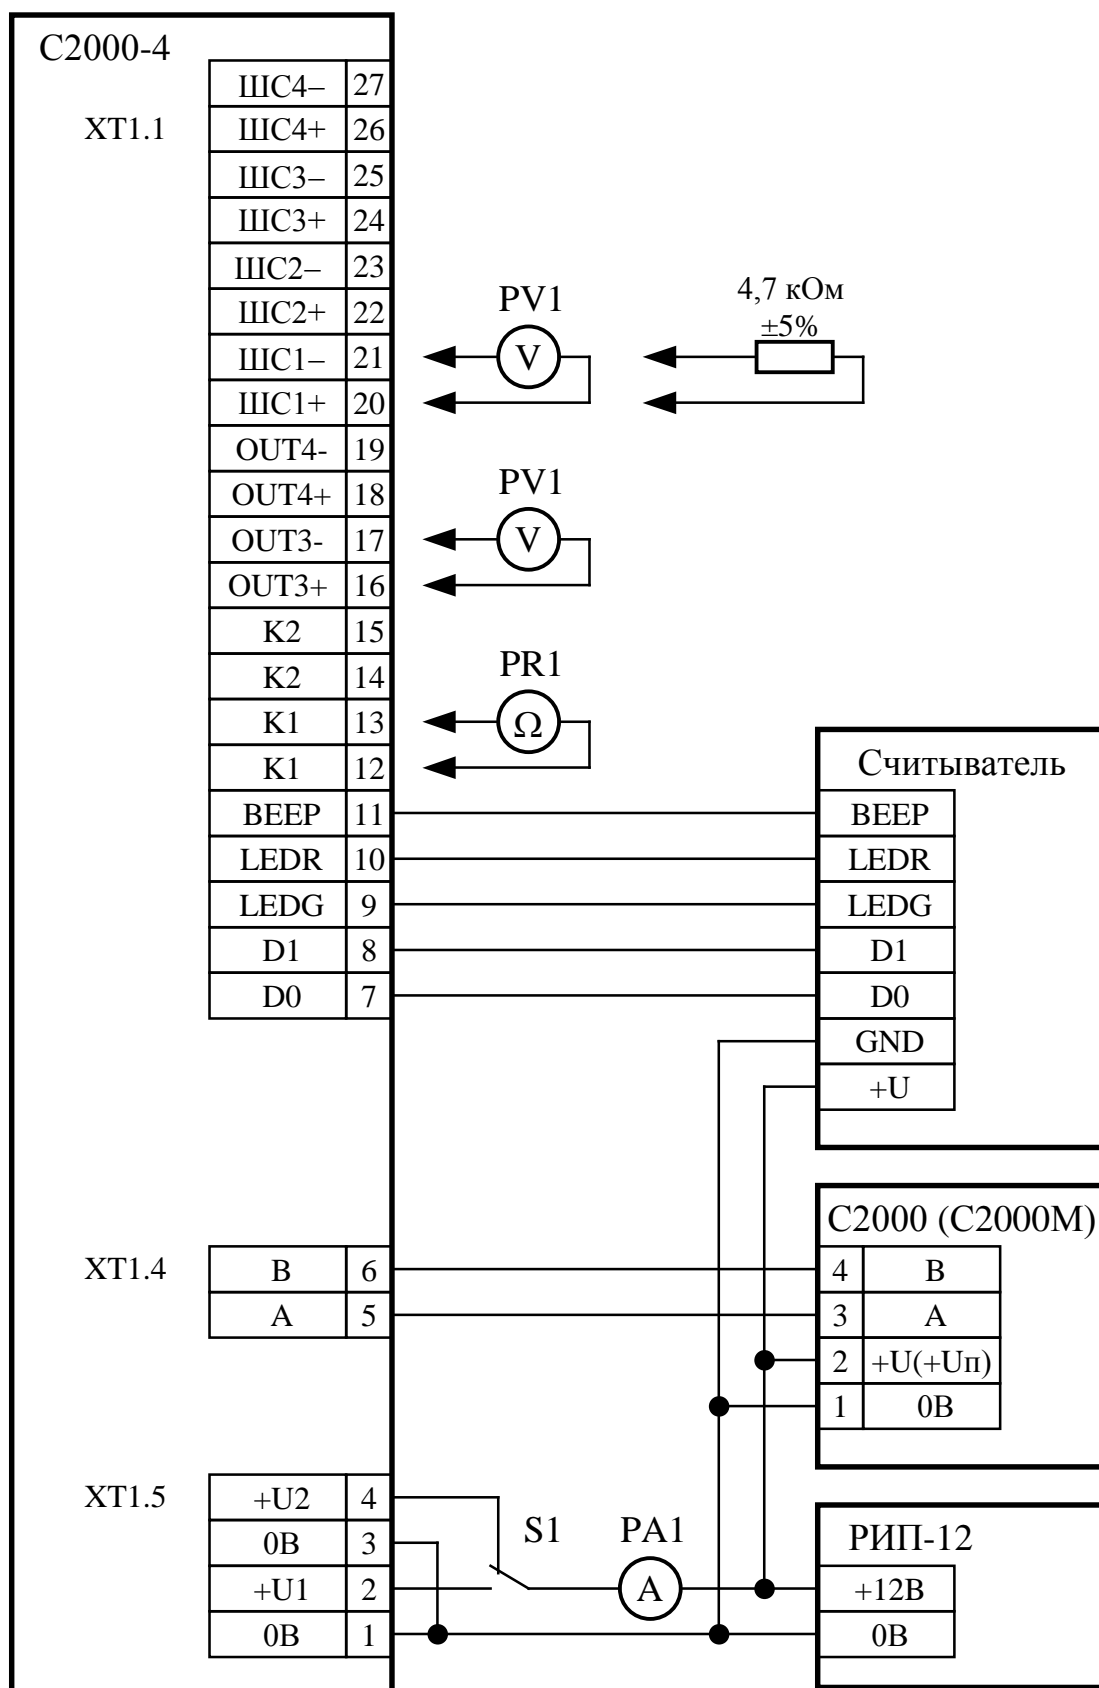 С2000-4
ШС4– 27
XT1.1 ШС4+ 26
ШС3– 25
ШС3+ 24
ШС2– 23
ШС2+ 22
ШС1– 21
ШС1+ 20
OUT4- 19
OUT4+ 18
OUT3- 17
OUT3+ 16
K2 15
K2 14
K1 13
K1 12
BEEP 11
LEDR 10
LEDG 9
D1 8
D0 7
XT1.4 B 6
A 5
XT1.5 +U2 4
0В 3
+U1 2
0В 1
PV1
V
4,7 кОм
±5%
PV1
V
PR1
Ω
S1
PA1
A
Считыватель
BEEP
LEDR
LEDG
D1
D0
GND
+U
С2000 (С2000М)
4 B
3 A
2 +U(+Uп)
1 0В
РИП-12
+12В
0В